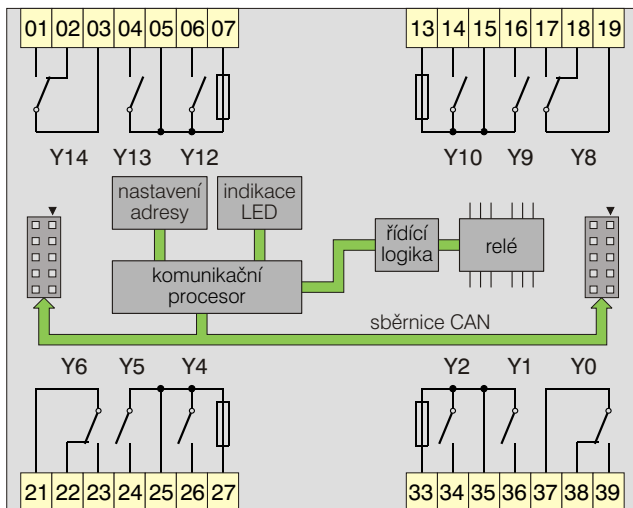 01 02 03 04 05 06 07 13 14 15 16 17 18 19
Y14 Y13 Y12 Y10 Y9 Y8
nastavení
adresy
indikace
LED
řídící
logika
relé
komunikační
procesor
sběrnice CAN
Y6 Y5 Y4 Y2 Y1 Y0
21 22 23 24 25 26 27 33 34 35 36 37 38 39